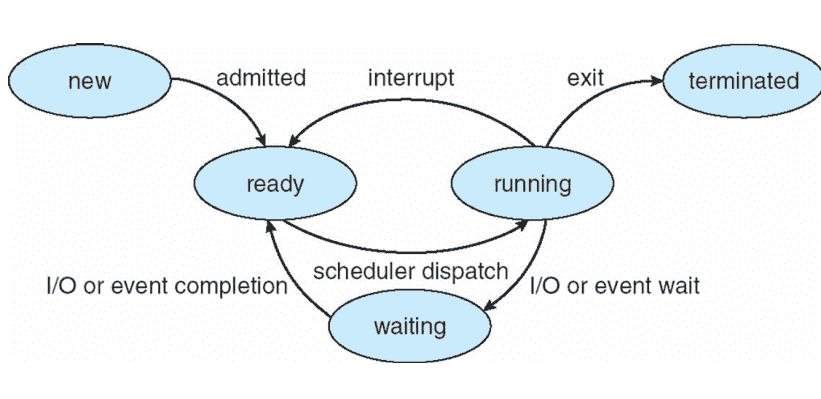 new
admitted
interrupt
exit
terminated
ready
running
scheduler dispatch
I/O or event completion
I/O or event wait
waiting